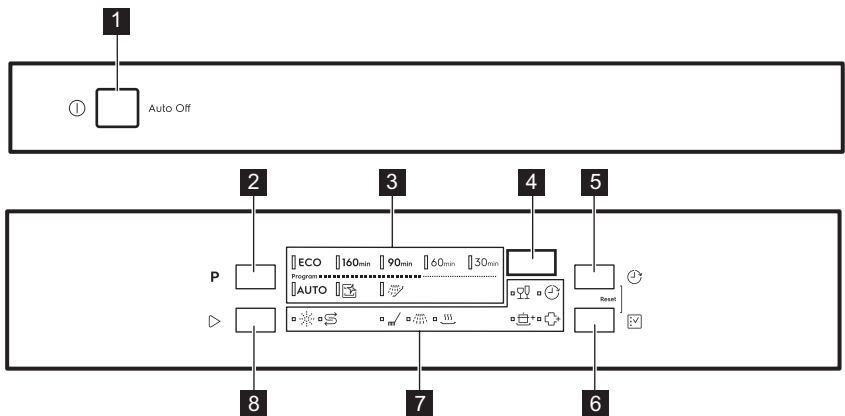 1
Auto Off
2 3 4 5
ECO 160min 90min 60min 30min
P
Program
AUTO
Reset
8 7 6